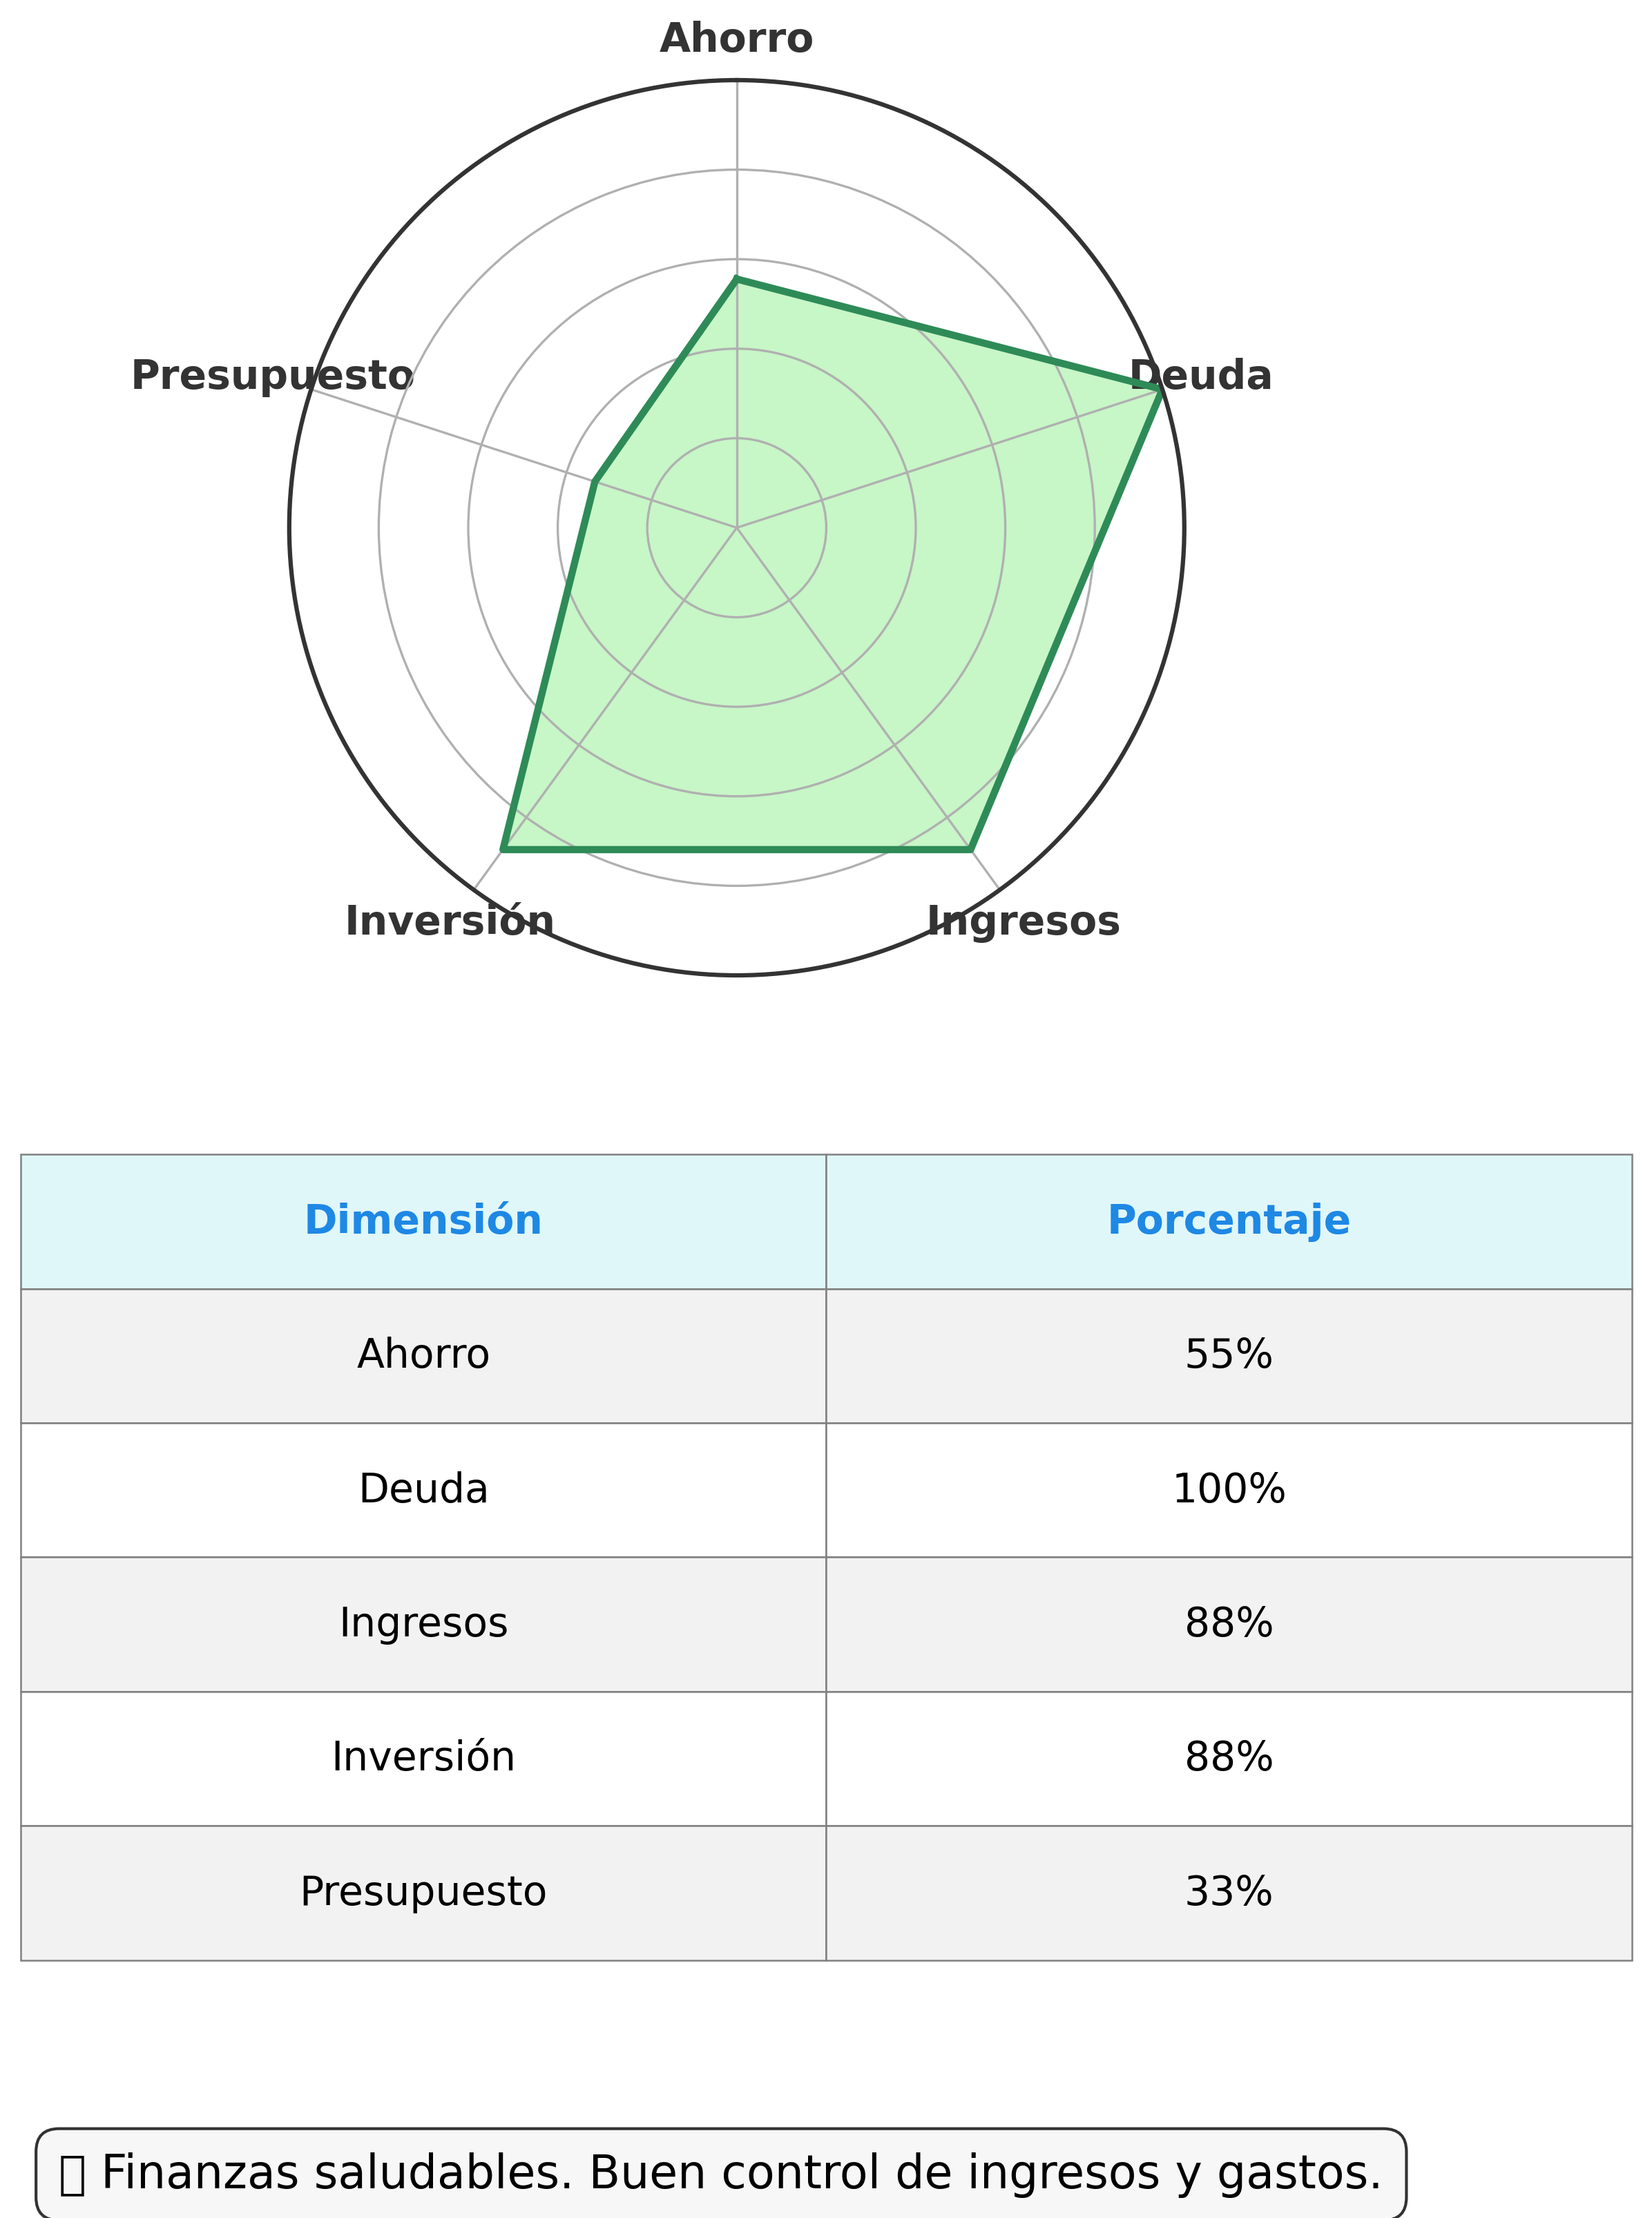 Ahorro
Presupuesto
Deuda
Inversión
Ingresos
Dimensión Porcentaje
Ahorro 55%
Deuda 100%
Ingresos 88%
Inversión 88%
Presupuesto 33%
Finanzas saludables. Buen control de ingresos y gastos.